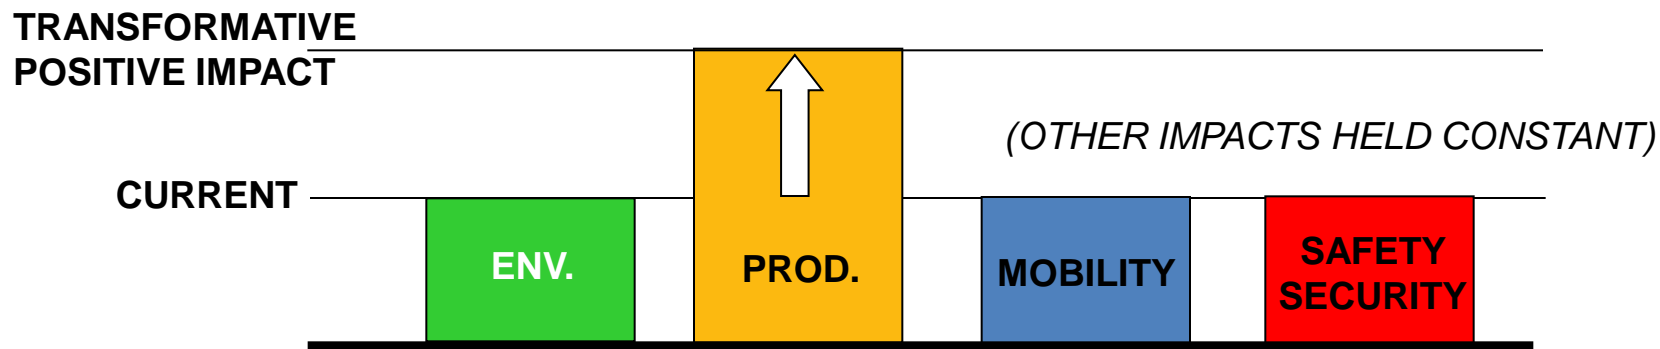 TRANSFORMATIVE
POSITIVE IMPACT
(OTHER IMPACTS HELD CONSTANT)
CURRENT
ENV.
PROD.
MOBILITY
SAFETY
SECURITY